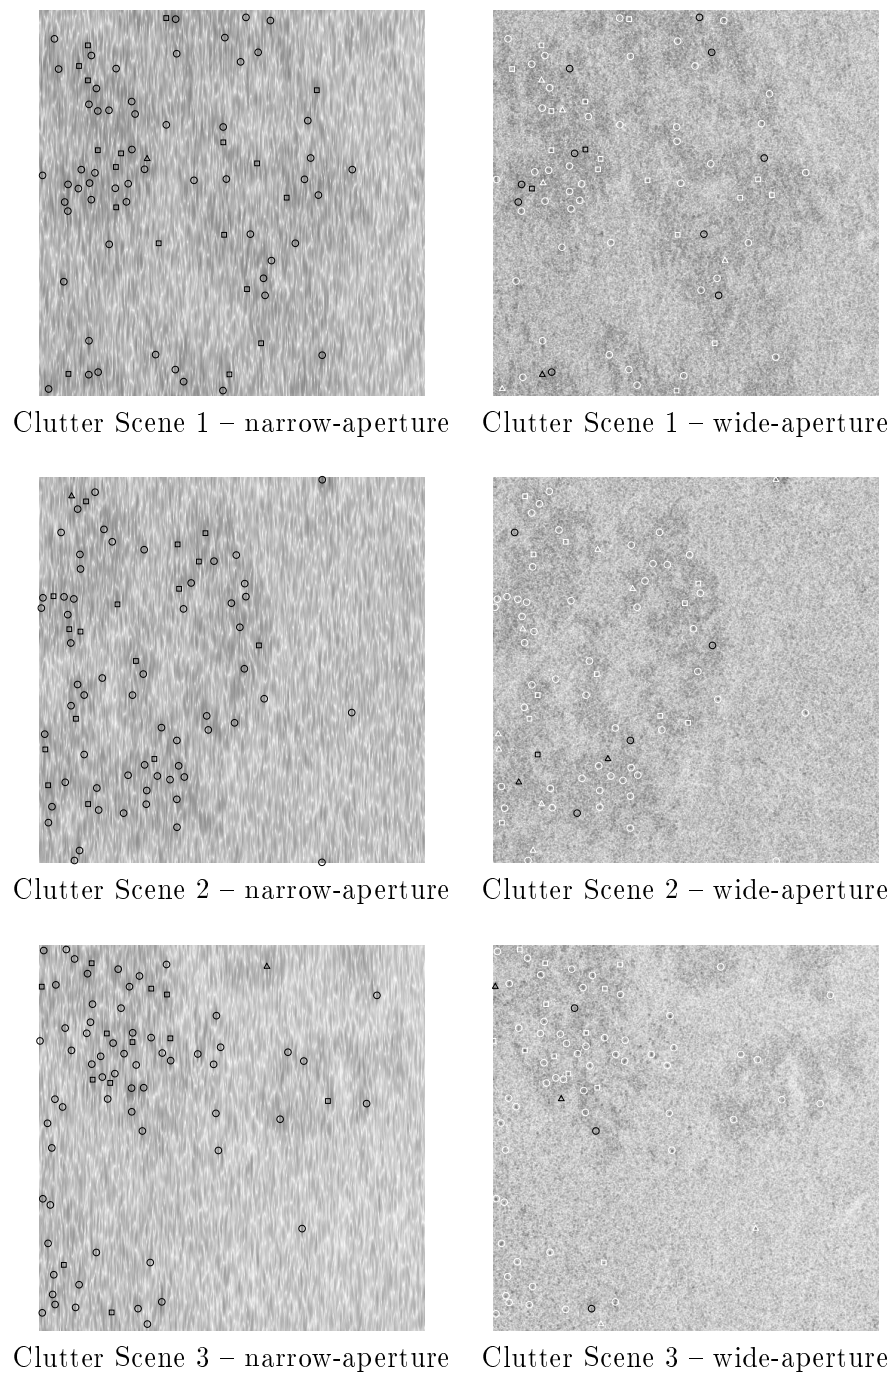 Clutter Scene 1 – narrow-aperture
Clutter Scene 1 – wide-aperture
Clutter Scene 2 – narrow-aperture
Clutter Scene 2 – wide-aperture
Clutter Scene 3 – narrow-aperture
Clutter Scene 3 – wide-aperture